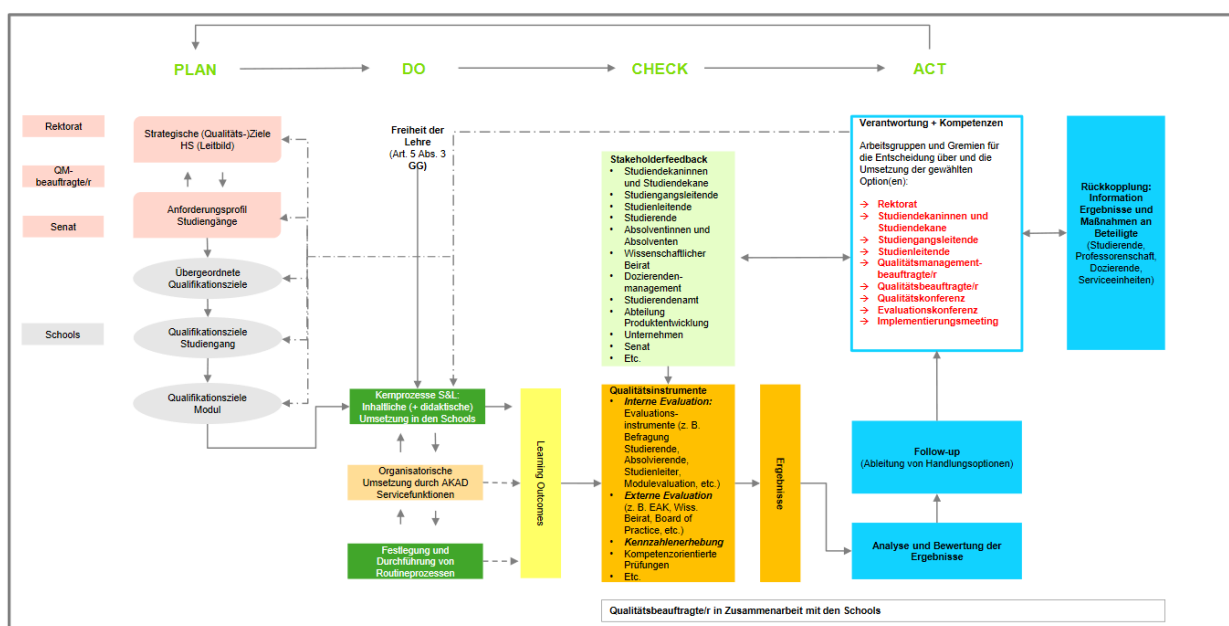 PLAN
DO
CHECK
ACT
Rektorat
QM-
beauftragte/r
Senat
Schools
Strategische (Qualitäts-)Ziele
HS (Leitbild)
Anforderungsprofil
Studiengänge
Übergeordnete
Qualifikationsziele
Qualifikationsziele
Studiengang
Qualifikationsziele
Modul
Freiheit der
Lehre
(Art. 5 Abs. 3
GG)
Kernprozesse S&L:
Inhaltliche (+ didaktische)
Umsetzung in den Schools
Organisatorische
Umsetzung durch AKAD
Servicefunktionen
Festlegung und
Durchführung von
Routineprozessen
Learning Outcomes
Stakeholderfeedback
• Studiendekaninnen
und Studiendekane
• Studiengangsleitende
• Studienleitende
• Studierende
• Absolventinnen und
Absolventen
• Wissenschaftlicher
Beirat
• Dozierenden-
management
• Studierendenamt
• Abteilung
Produktentwicklung
• Unternehmen
• Senat
• Etc.
Qualitätsinstrumente
• Interne Evaluation:
Evaluations-
instrumente (z. B.
Befragung
Studierende,
Absolvierende,
Studienleiter,
Modulevaluation, etc.)
• Externe Evaluation
(z. B. EAK, Wiss.
Beirat, Board of
Practice, etc.)
• Kennzahlenerhebung
• Kompetenzorientierte
Prüfungen
• Etc.
Ergebnisse
Verantwortung + Kompetenzen
Arbeitsgruppen und Gremien für
die Entscheidung über und die
Umsetzung der gewählten
Option(en):
→ Rektorat
→ Studiendekaninnen und
Studiendekane
→ Studiengangsleitende
→ Studienleitende
→ Qualitätsmanagement-
beauftragte/r
→ Qualitätsbeauftragte/r
→ Qualitätskonferenz
→ Evaluationskonferenz
→ Implementierungsmeeting
Follow-up
(Ableitung von Handlungsoptionen)
Analyse und Bewertung der
Ergebnisse
Rückkopplung:
Information
Ergebnisse und
Maßnahmen an
Beteiligte
(Studierende,
Professorenschaft,
Dozierende,
Serviceeinheiten)
Qualitätsbeauftragte/r in Zusammenarbeit mit den Schools